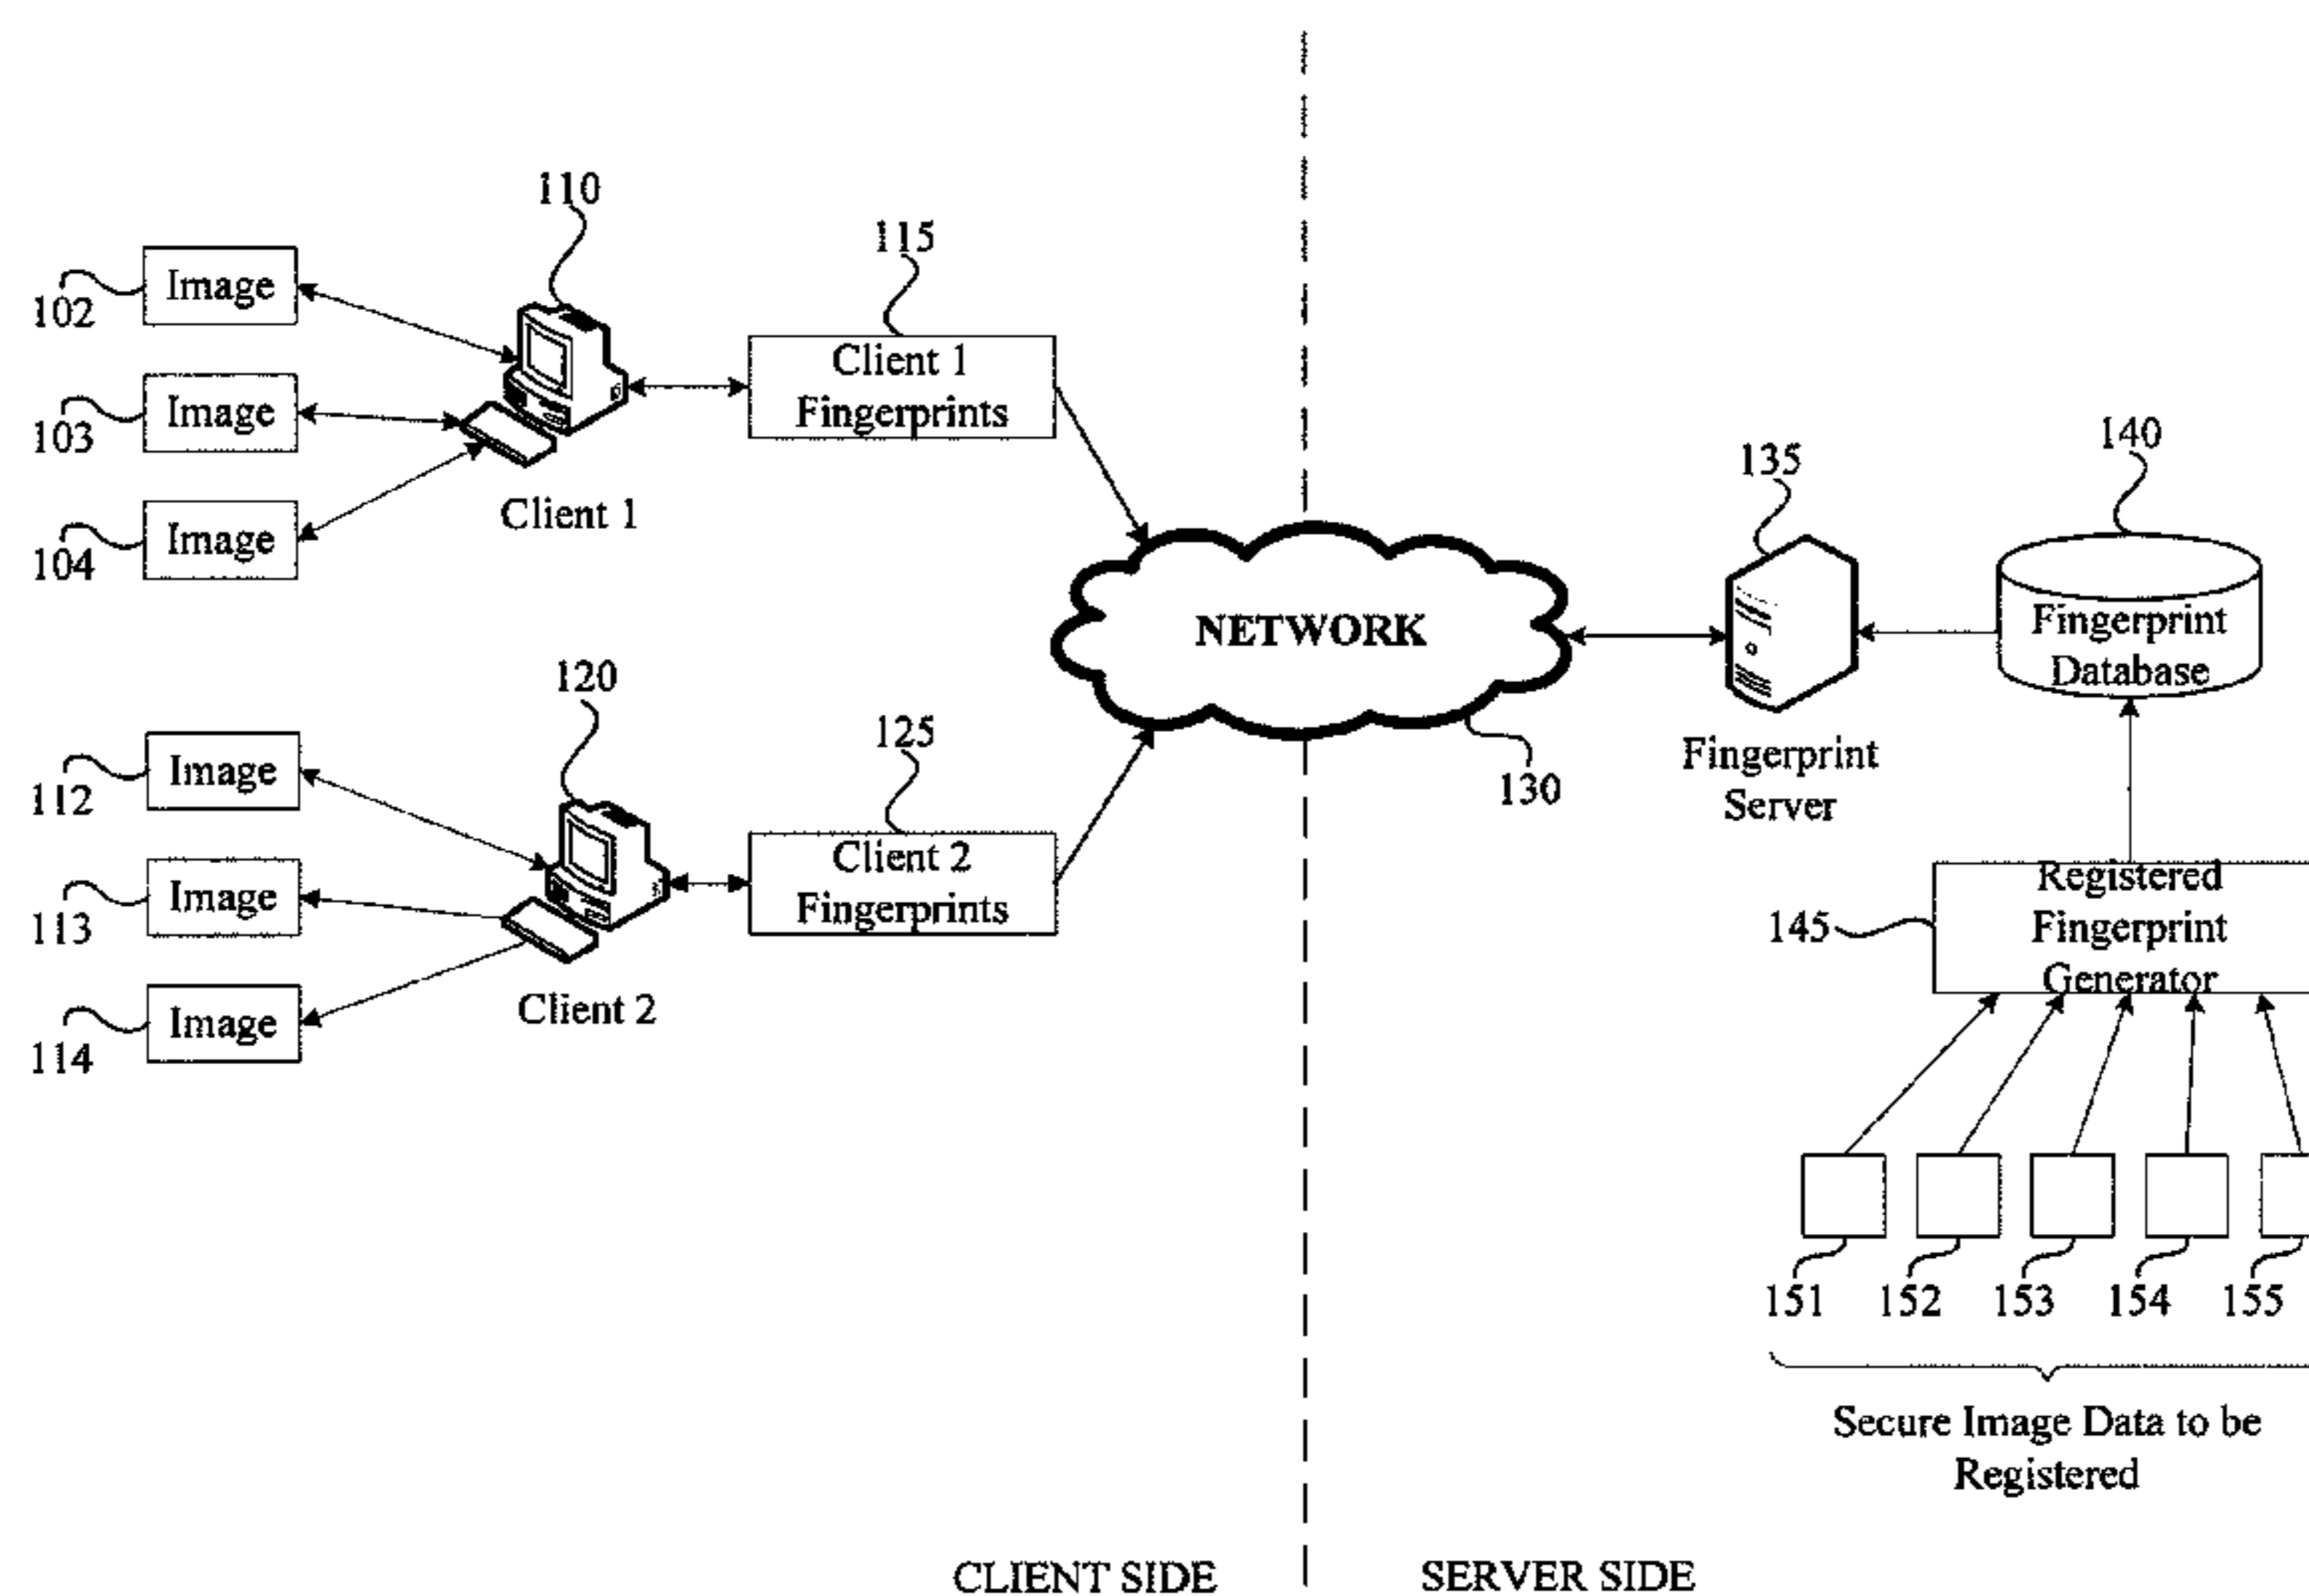 110
115
Image
102
Client 1
Fingerprints
Image
103
Client 1
Image
104
NETWORK
130
135
Fingerprint
Server
140
Fingerprint
Database
120
125
Image
112
Client 2
Fingerprints
Image
113
Client 2
Image
114
Registered
Fingerprint
Generator
145
151 152 153 154 155
Secure Image Data to be
Registered
CLIENT SIDE
SERVER SIDE